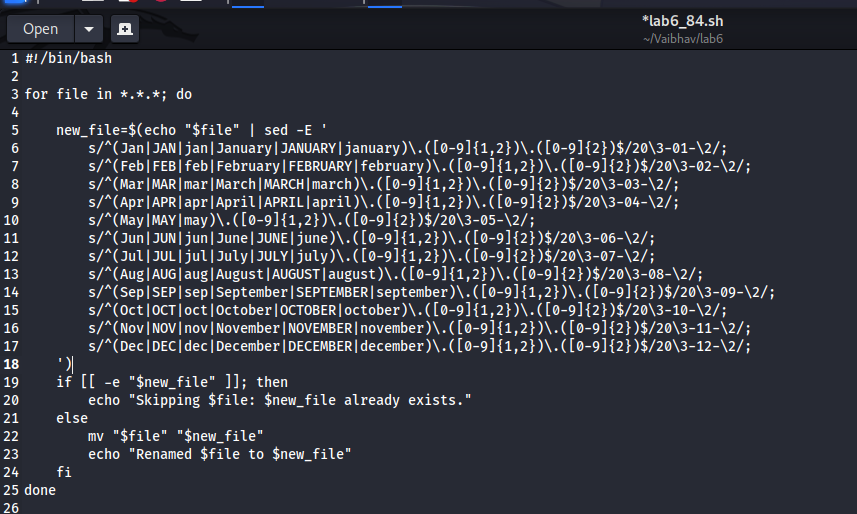 Open
*lab6_84.sh
~/Vaibhav/lab6
1 #!/bin/bash
2
3 for file in *.*.*; do
4
5     new_file=$(echo "$file" | sed -E '
6         s/^(Jan|JAN|jan|January|JANUARY|january)\.([0-9]{1,2})\.([0-9]{2})$/20\3-01-\2/;
7         s/^(Feb|FEB|feb|February|FEBRUARY|february)\.([0-9]{1,2})\.([0-9]{2})$/20\3-02-\2/;
8         s/^(Mar|MAR|mar|March|MARCH|march)\.([0-9]{1,2})\.([0-9]{2})$/20\3-03-\2/;
9         s/^(Apr|APR|apr|April|APRIL|april)\.([0-9]{1,2})\.([0-9]{2})$/20\3-04-\2/;
10         s/^(May|MAY|may)\.([0-9]{1,2})\.([0-9]{2})$/20\3-05-\2/;
11         s/^(Jun|JUN|jun|June|JUNE|june)\.([0-9]{1,2})\.([0-9]{2})$/20\3-06-\2/;
12         s/^(Jul|JUL|jul|July|JULY|july)\.([0-9]{1,2})\.([0-9]{2})$/20\3-07-\2/;
13         s/^(Aug|AUG|aug|August|AUGUST|august)\.([0-9]{1,2})\.([0-9]{2})$/20\3-08-\2/;
14         s/^(Sep|SEP|sep|September|SEPTEMBER|september)\.([0-9]{1,2})\.([0-9]{2})$/20\3-09-\2/;
15         s/^(Oct|OCT|oct|October|OCTOBER|october)\.([0-9]{1,2})\.([0-9]{2})$/20\3-10-\2/;
16         s/^(Nov|NOV|nov|November|NOVEMBER|november)\.([0-9]{1,2})\.([0-9]{2})$/20\3-11-\2/;
17         s/^(Dec|DEC|dec|December|DECEMBER|december)\.([0-9]{1,2})\.([0-9]{2})$/20\3-12-\2/;
18     ')
19     if [[ -e "$new_file" ]]; then
20         echo "Skipping $file: $new_file already exists."
21     else
22         mv "$file" "$new_file"
23         echo "Renamed $file to $new_file"
24     fi
25 done
26